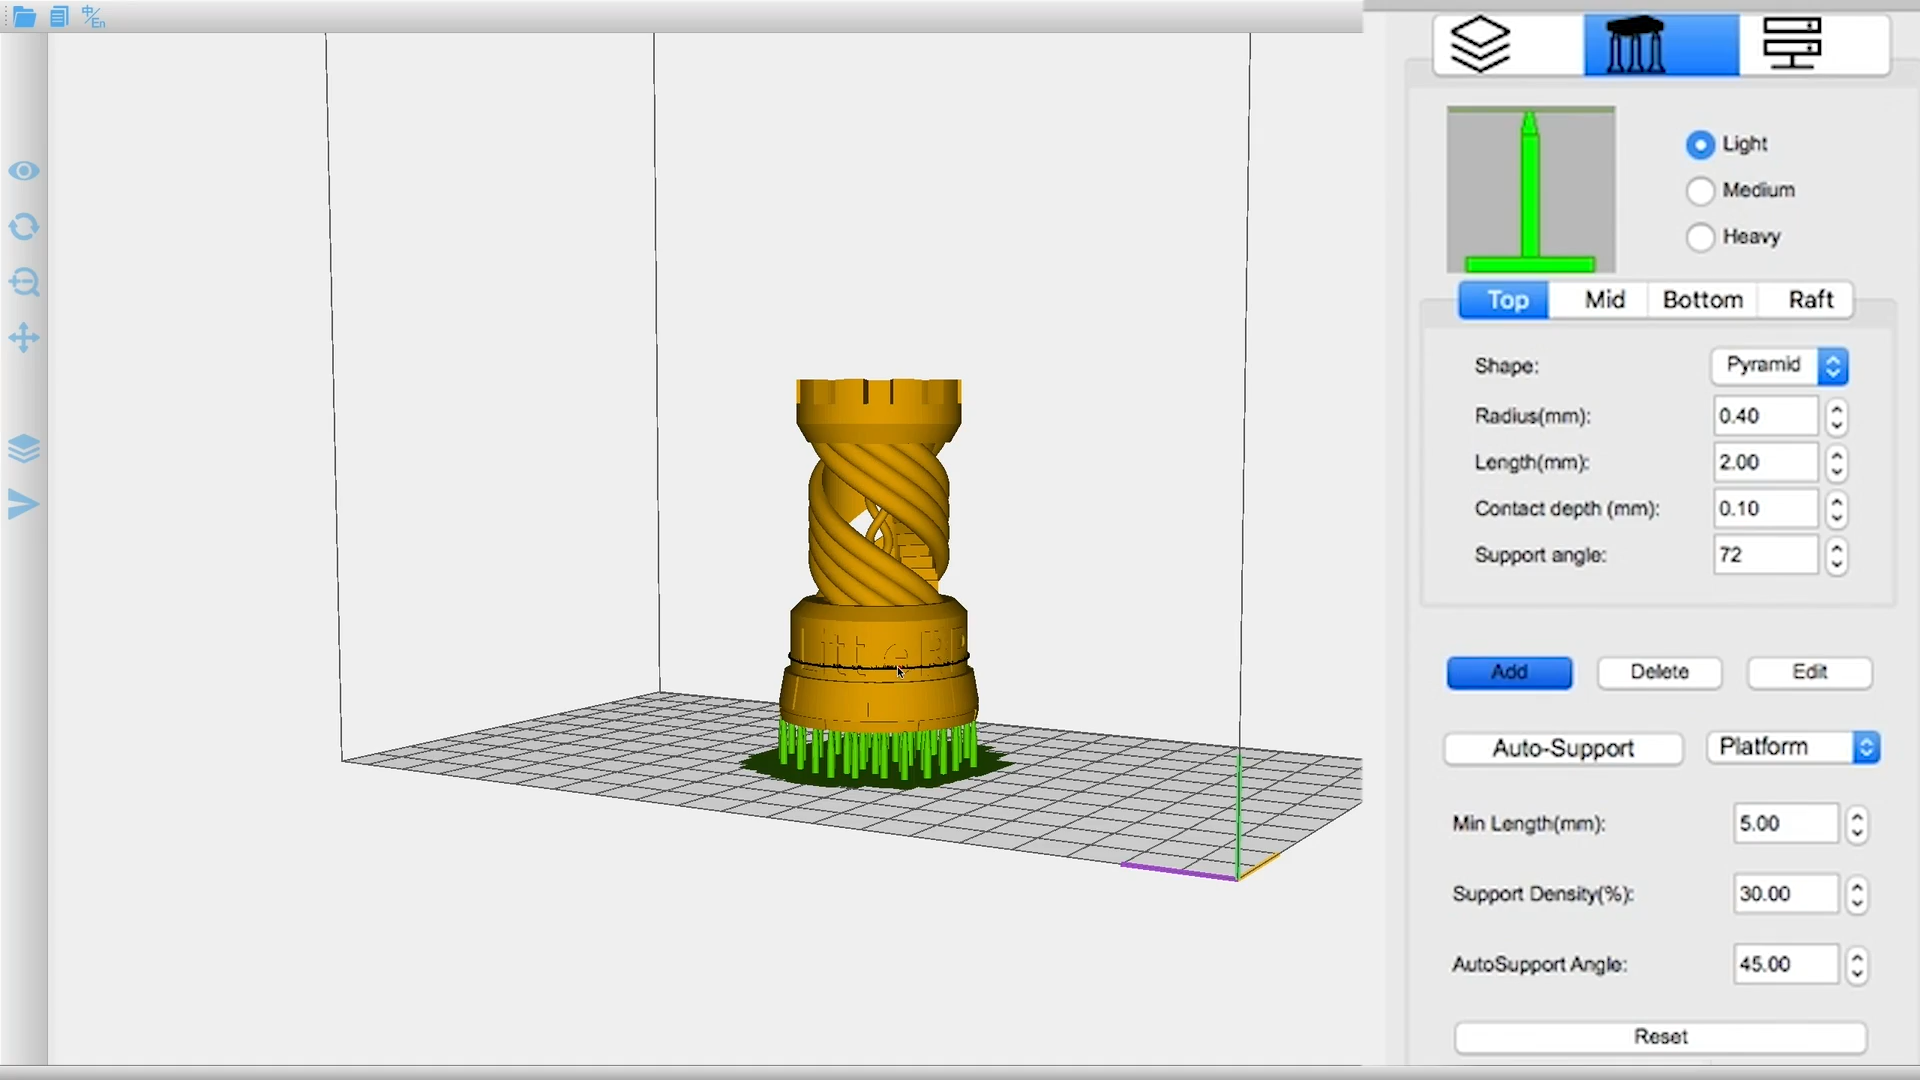 中/En
Light
Medium
Heavy
Top Mid Bottom Raft
Shape: Pyramid
Radius(mm): 0.40
Length(mm): 2.00
Contact depth (mm): 0.10
Support angle: 72
Add Delete Edit
Auto-Support Platform
Min Length(mm): 5.00
Support Density(%): 30.00
AutoSupport Angle: 45.00
Reset